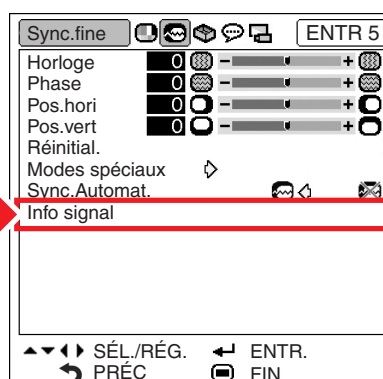 Sync.fine ENTR 5
Horloge 0 - +
Phase 0 - +
Pos.hori 0 - +
Pos.vert 0 - +
Réinitial.
Modes spéciaux
Sync.Automat.
Info signal
SÉL./RÉG. ENTR.
PRÉC FIN